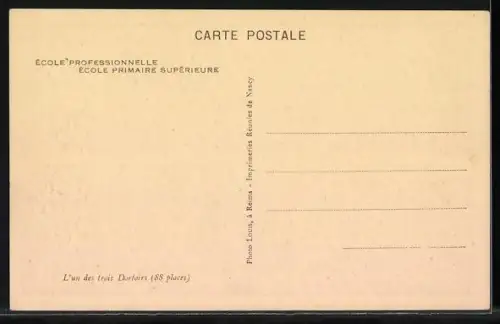 CARTE POSTALE
ÉCOLE PROFESSIONNELLE
ÉCOLE PRIMAIRE SUPÉRIEURE
Photo Louis, à Reims - Imprimeries Réunies de Nancy
L'un des trois Dortoirs (88 places)